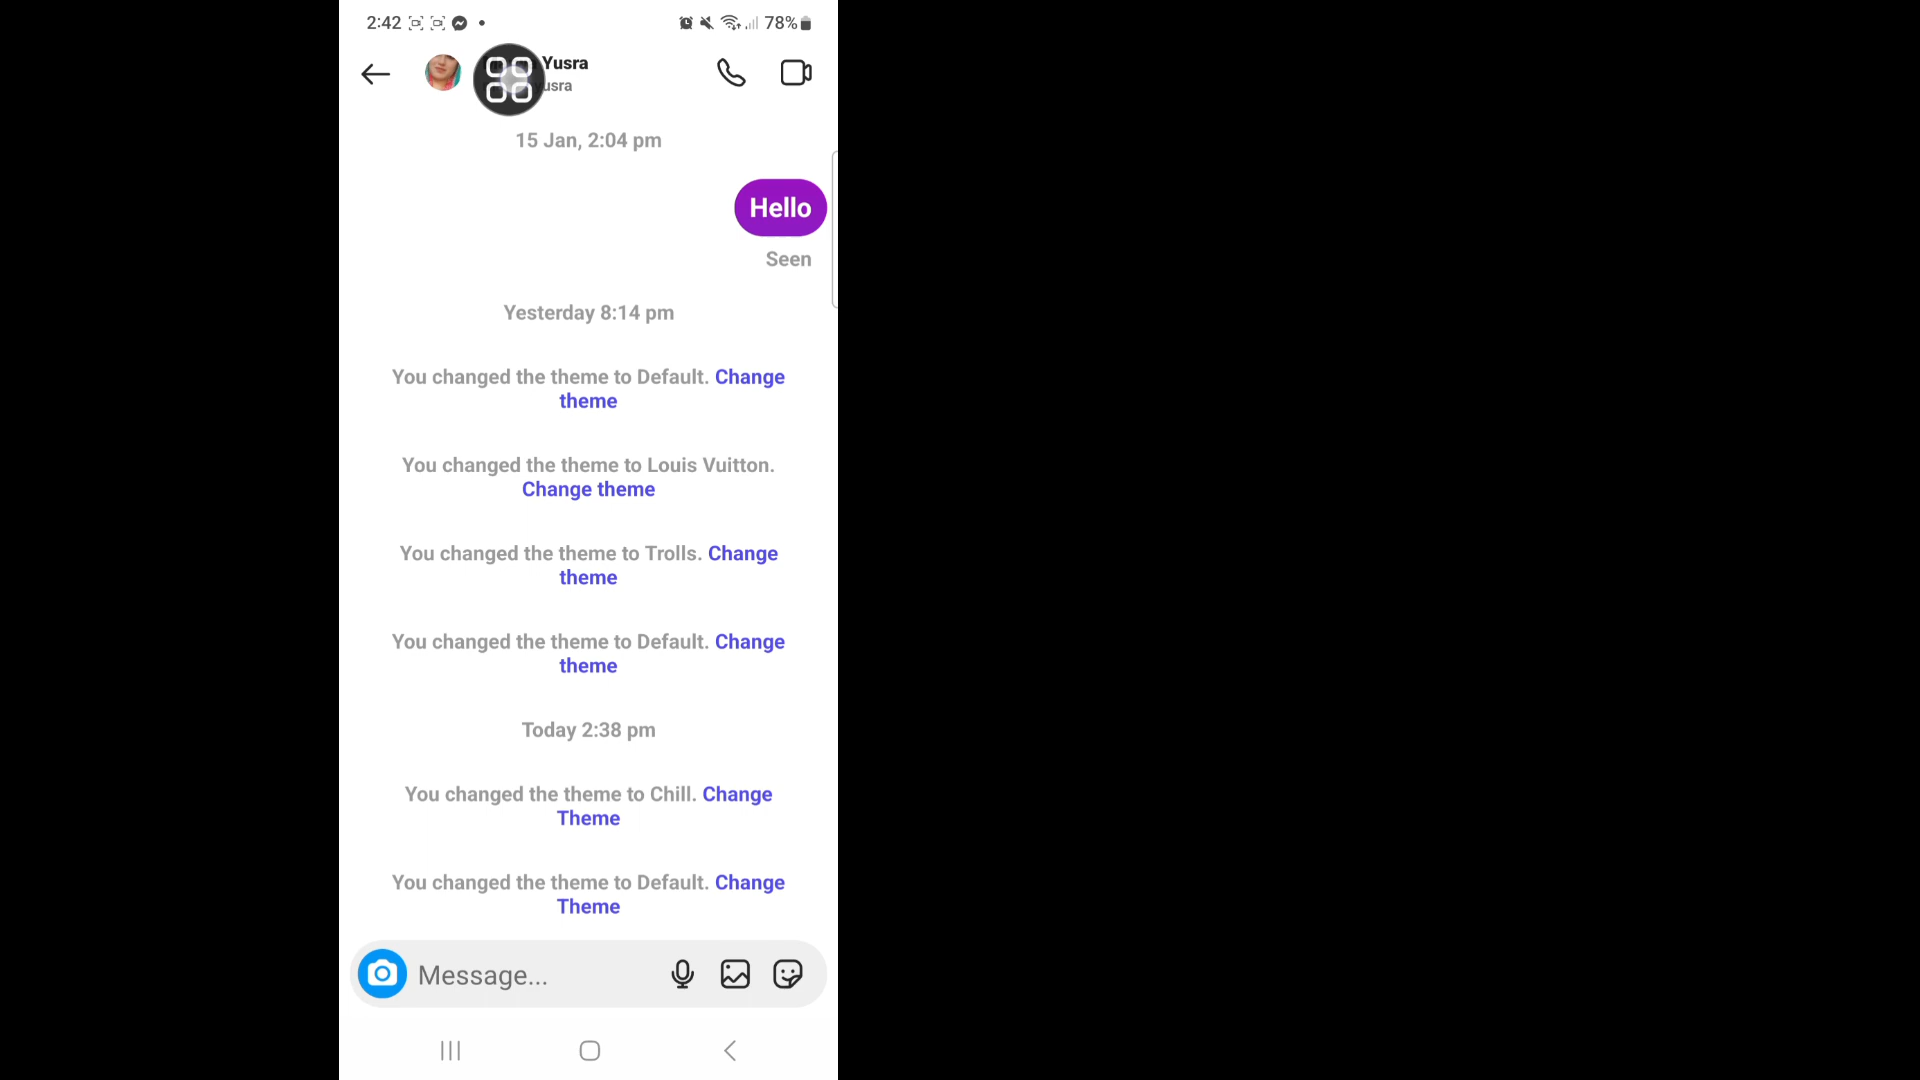 2:42
78%
Yusra
usra
15 Jan, 2:04 pm
Hello
Seen
Yesterday 8:14 pm
You changed the theme to Default. Change
theme
You changed the theme to Louis Vuitton.
Change theme
You changed the theme to Trolls. Change
theme
You changed the theme to Default. Change
theme
Today 2:38 pm
You changed the theme to Chill. Change
Theme
You changed the theme to Default. Change
Theme
Message...